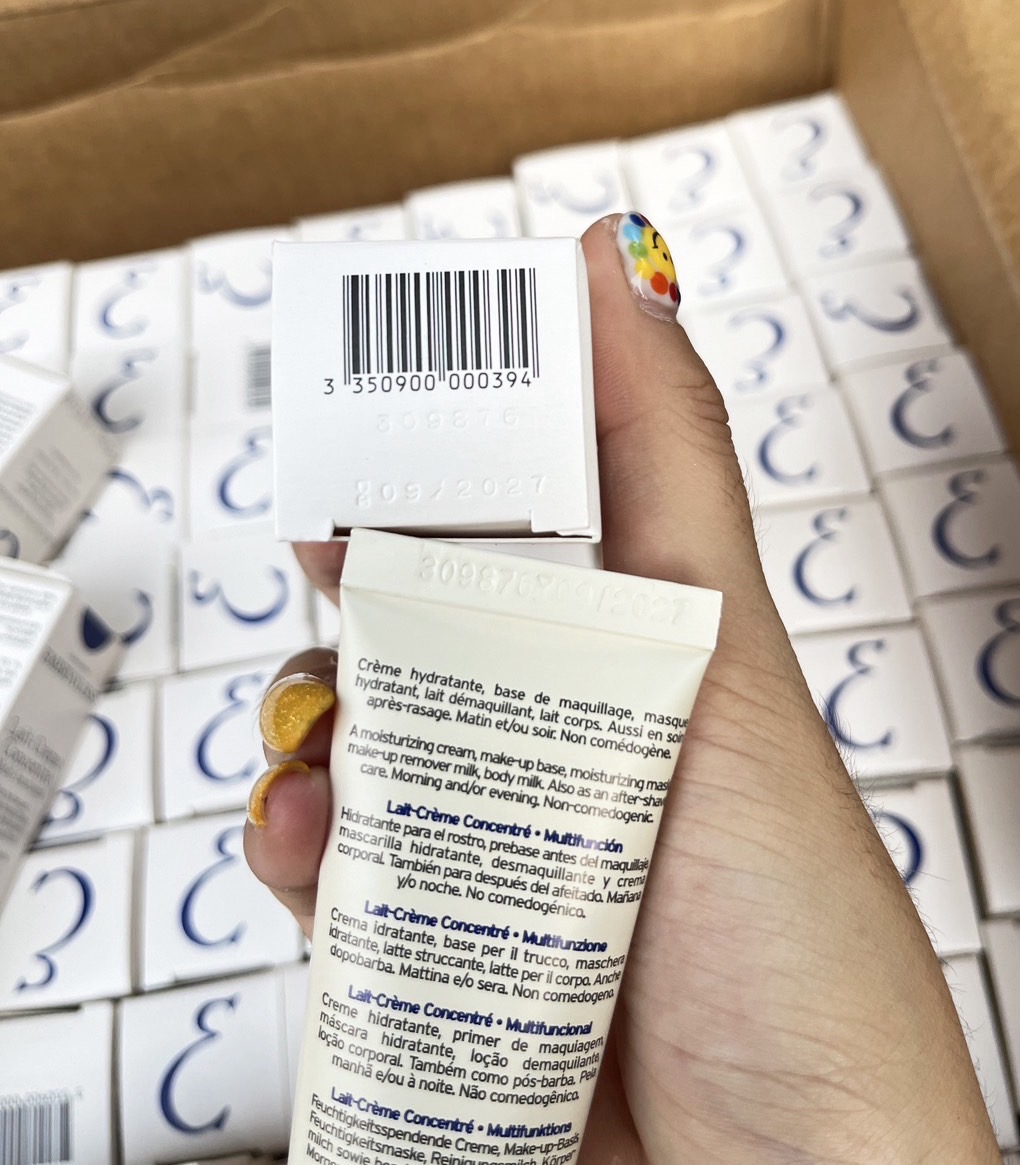 3 350900 000394
309876
09/2027
309876 09/2027
Crème hydratante, base de maquillage, masque
hydratant, lait démaquillant, lait corps. Aussi en soin
après-rasage. Matin et/ou soir. Non comédogène.
A moisturizing cream, make-up base, moisturizing mask
make-up remover milk, body milk. Also as an after-shave
care. Morning and/or evening. Non-comedogenic.
Lait-Crème Concentré • Multifunción
Hidratante para el rostro, prebase antes del maquillaje
mascarilla hidratante, desmaquillante y crema
corporal. También para después del afeitado. Mañana
y/o noche. No comedogénico.
Lait-Crème Concentré • Multifunzione
Crema idratante, base per il trucco, maschera
idratante, latte struccante, latte per il corpo. Anche
dopobarba. Mattina e/o sera. Non comedogeno.
Lait-Crème Concentré • Multifuncional
Creme hidratante, primer de maquiagem,
máscara hidratante, loção demaquilante,
loção corporal. Também como pós-barba. Pela
manhã e/ou à noite. Não comedogênico.
Lait-Crème Concentré • Multifunktions
Feuchtigkeitsspendende Creme, Make-up-Basis
Feuchtigkeitsmaske, Reinigungsmilch, Körper-
milch sowie
Lait-Crème
Concentré